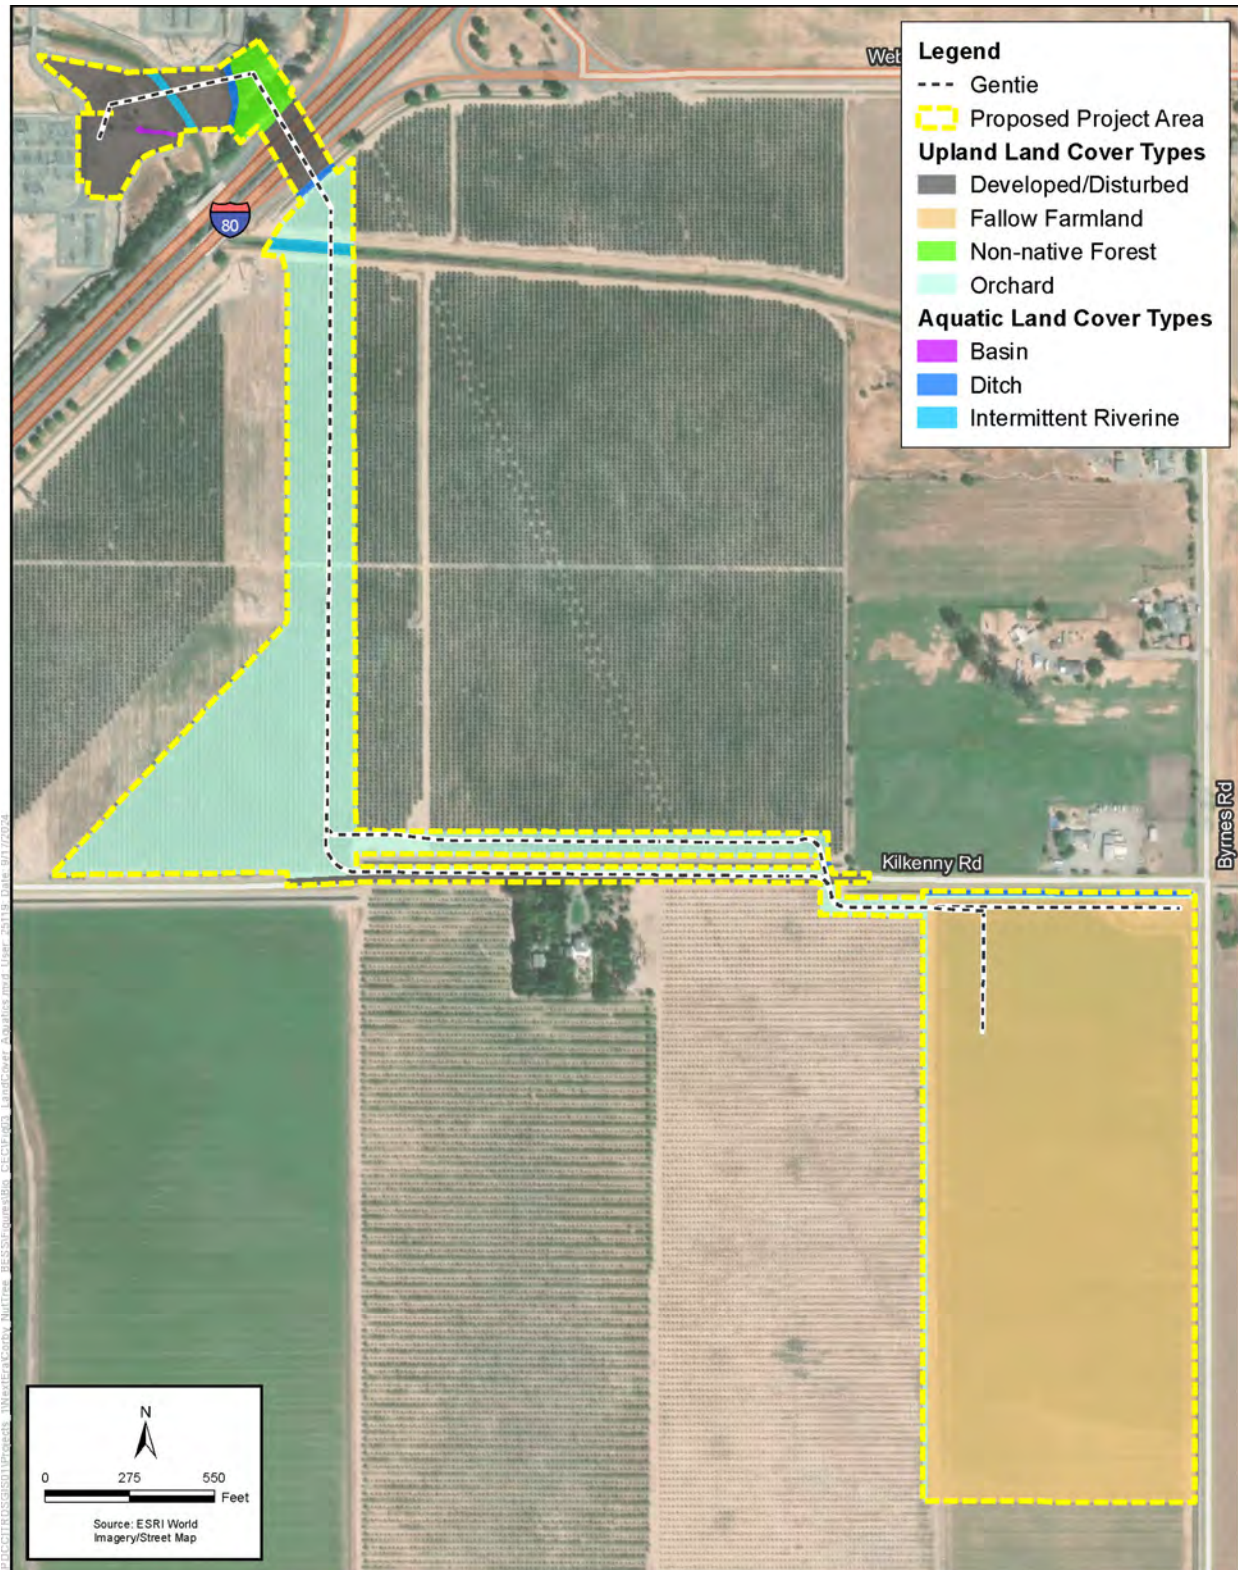 Legend
Gentie
Proposed Project Area
Upland Land Cover Types
Developed/Disturbed
Fallow Farmland
Non-native Forest
Orchard
Aquatic Land Cover Types
Basin
Ditch
Intermittent Riverine
Web
80
Kilkenny Rd
Byrnes Rd
N
0 275 550
Feet
Source: ESRI World
Imagery/Street Map